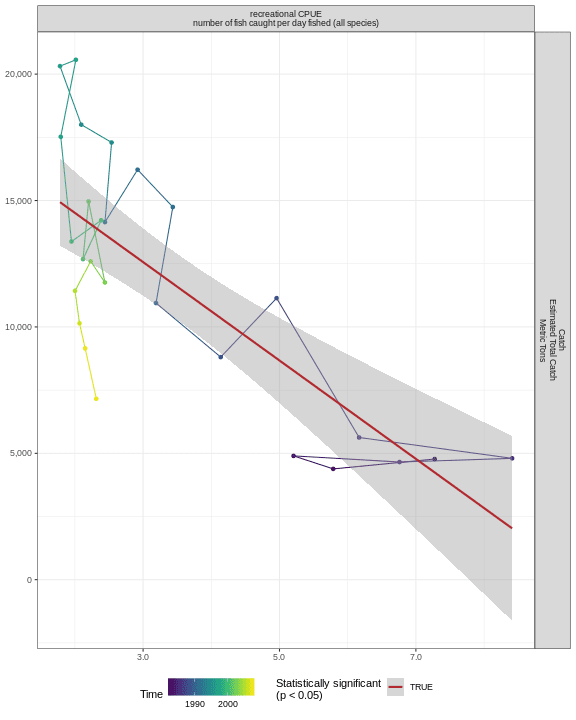 recreational CPUE
number of fish caught per day fished (all species)
20,000
15,000
10,000
5,000
0
Catch
Estimated Total Catch
Metric Tons
3.0
5.0
7.0
Time
1990
2000
Statistically significant
(p < 0.05)
TRUE